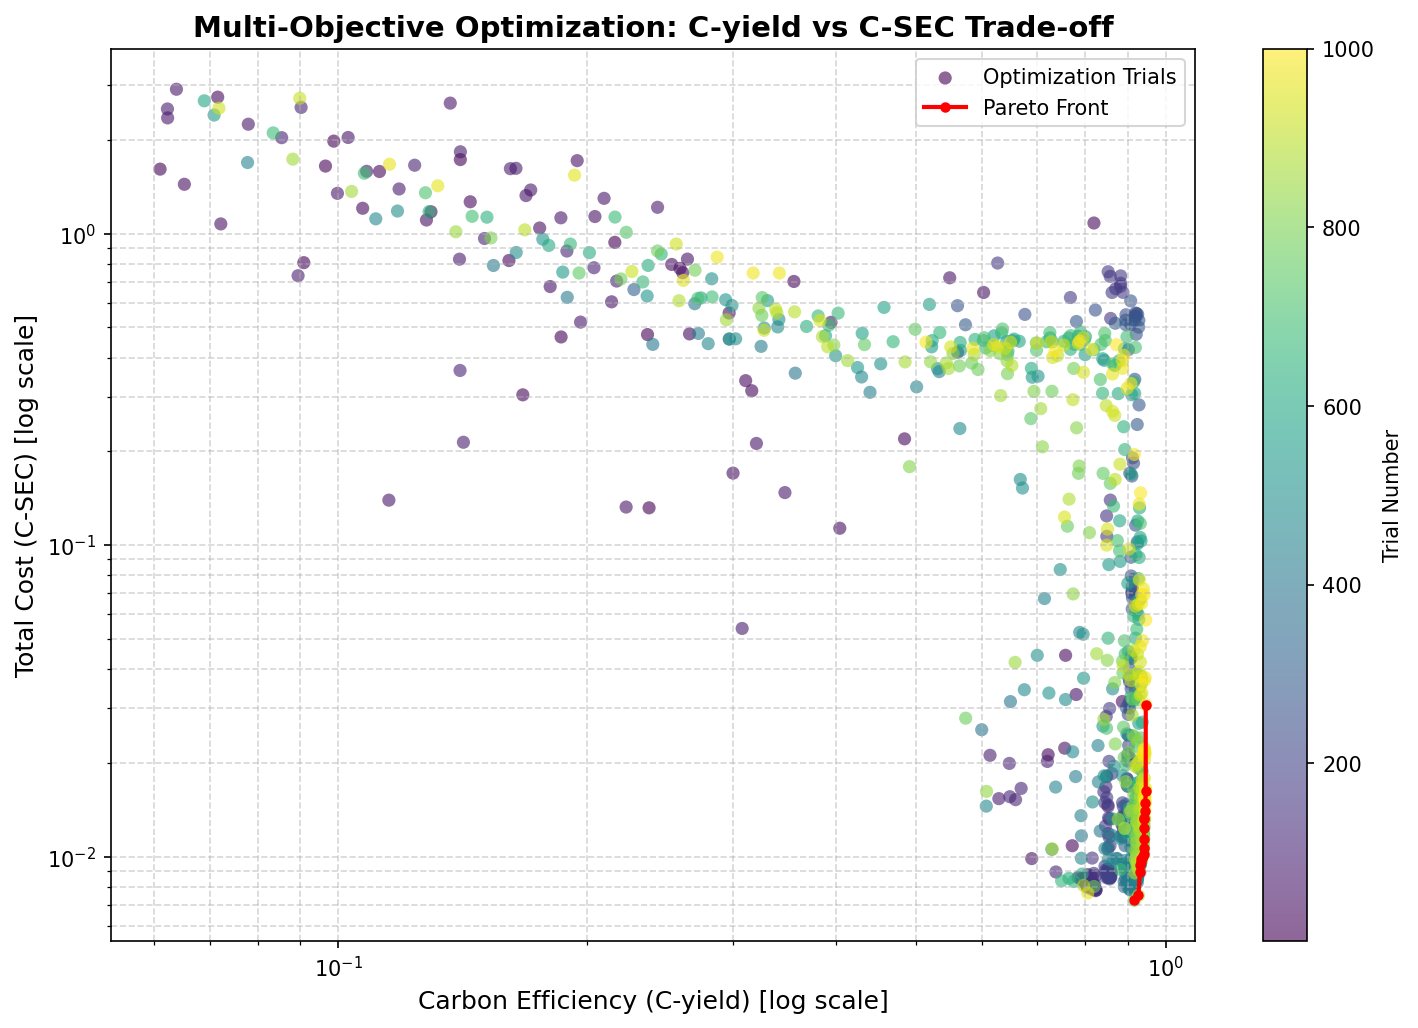 Multi-Objective Optimization: C-yield vs C-SEC Trade-off
Optimization Trials
Pareto Front
Total Cost (C-SEC) [log scale]
10⁰
10⁻¹
10⁻²
10⁻¹
10⁰
Carbon Efficiency (C-yield) [log scale]
1000
800
600
400
200
Trial Number